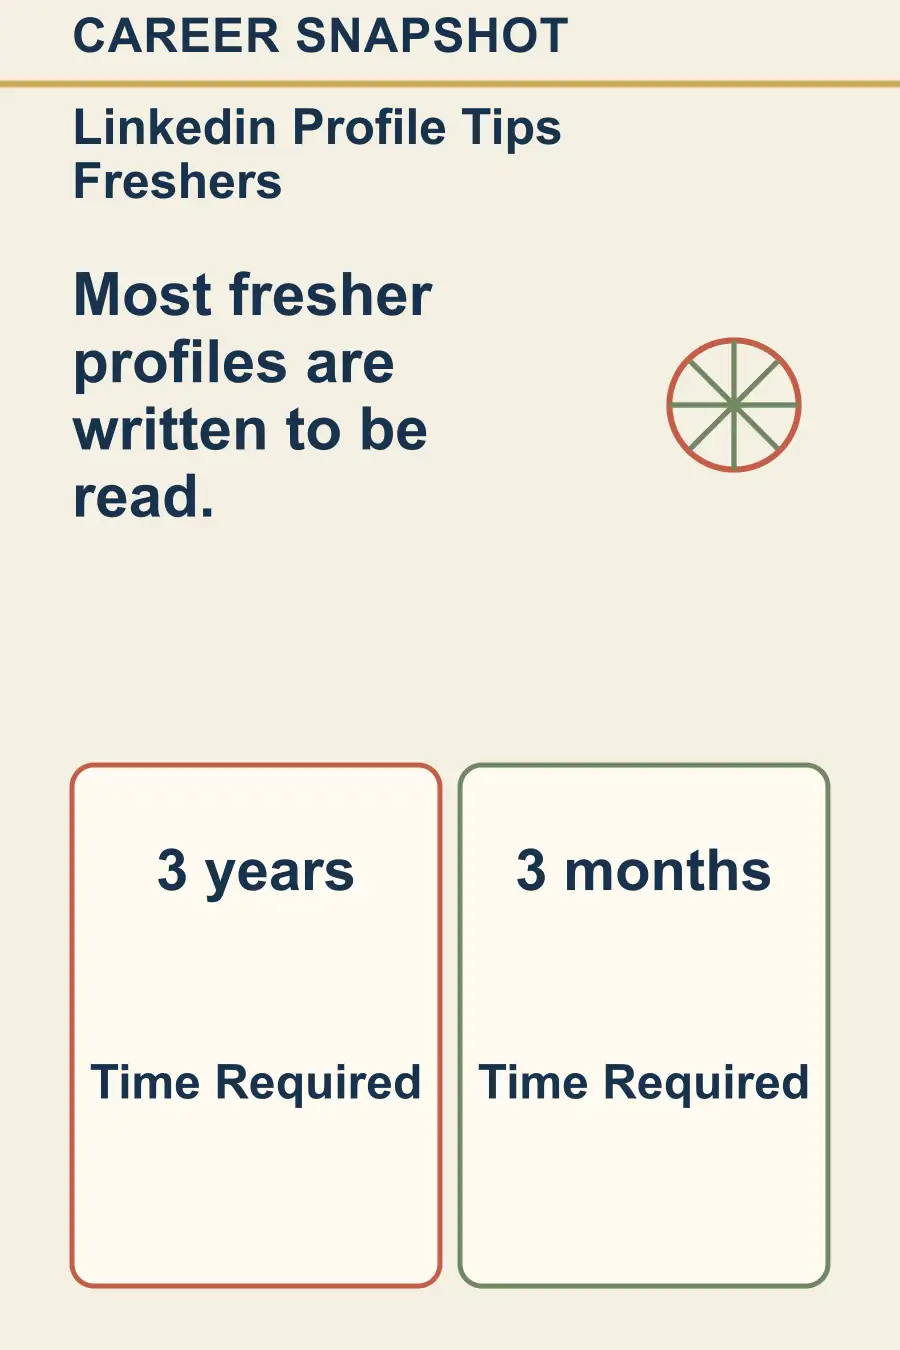 CAREER SNAPSHOT
Linkedin Profile Tips
Freshers
Most fresher
profiles are
written to be
read.
3 years
Time Required
3 months
Time Required